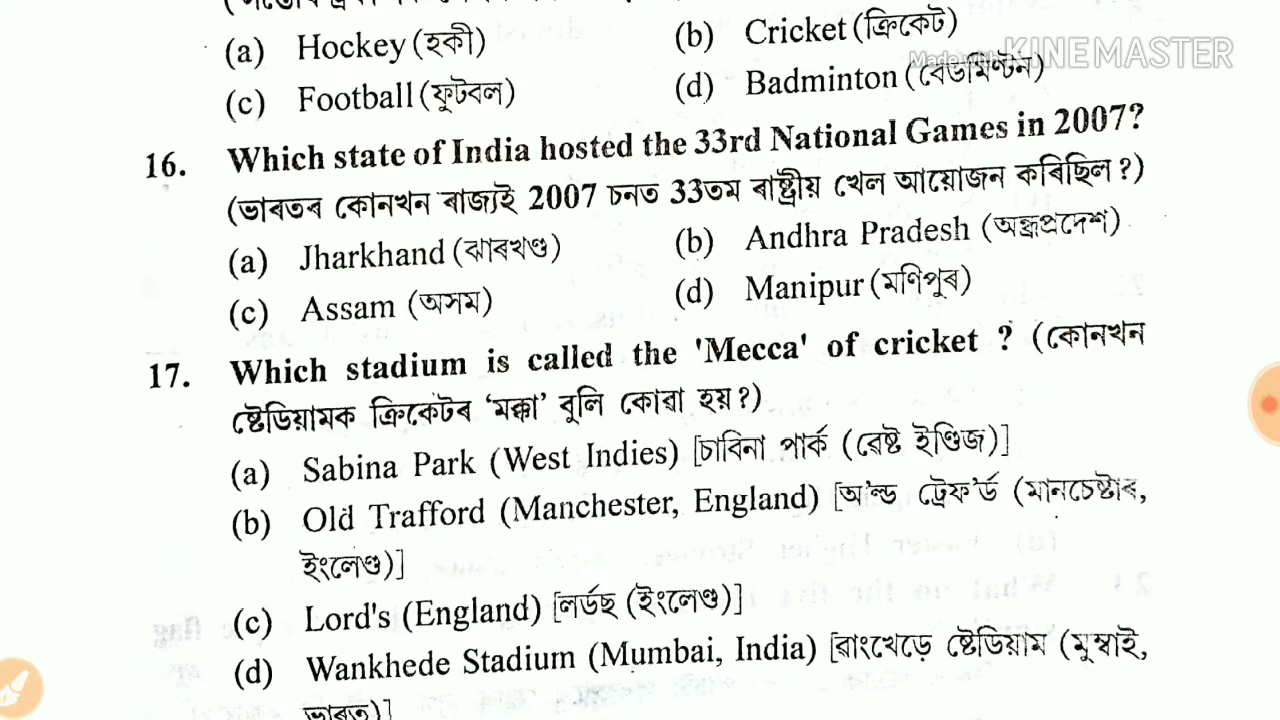 (a) Hockey (হকী) (b) Cricket (ক্ৰিকেট)
Made with KINEMASTER
(c) Football (ফুটবল) (d) Badminton (বেডমিণ্টন)
16. Which state of India hosted the 33rd National Games in 2007?
(ভাৰতৰ কোনখন ৰাজ্যই 2007 চনত 33তম ৰাষ্ট্ৰীয় খেল আয়োজন কৰিছিল ?)
(a) Jharkhand (ঝাৰখণ্ড) (b) Andhra Pradesh (অন্ধ্ৰপ্ৰদেশ)
(c) Assam (অসম) (d) Manipur (মণিপুৰ)
17. Which stadium is called the 'Mecca' of cricket ? (কোনখন
ষ্টেডিয়ামক ক্ৰিকেটৰ ‘মক্কা’ বুলি কোৱা হয় ?)
(a) Sabina Park (West Indies) [চাবিনা পাৰ্ক (ৱেষ্ট ইণ্ডিজ)]
(b) Old Trafford (Manchester, England) [অ’ল্ড ট্ৰেফ’ৰ্ড (মানচেষ্টাৰ,
ইংলেণ্ড)]
(c) Lord's (England) [লৰ্ডছ (ইংলেণ্ড)]
(d) Wankhede Stadium (Mumbai, India) [ৱাংখেড়ে ষ্টেডিয়াম (মুম্বাই,
ভাৰত)]